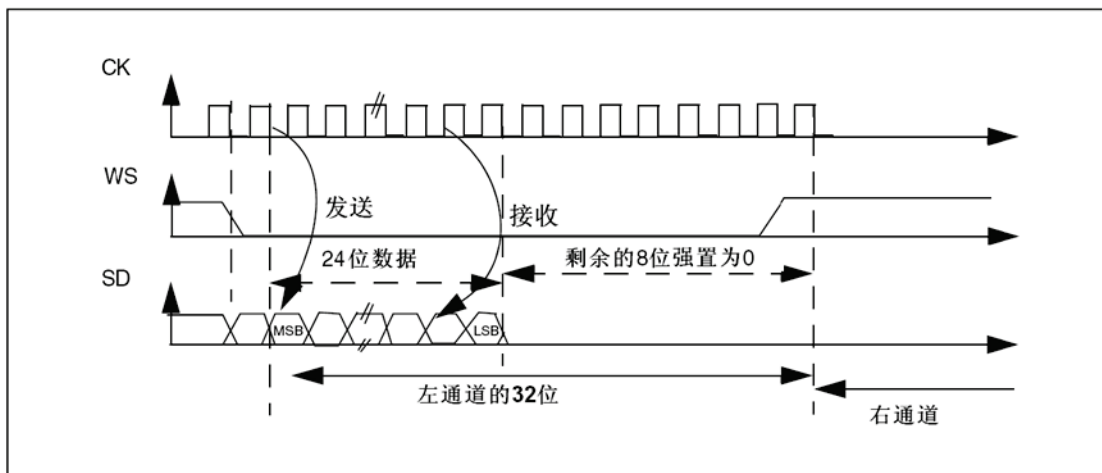 CK
WS
发送
接收
24位数据
剩余的8位强置为0
SD
MSB
LSB
左通道的32位
右通道